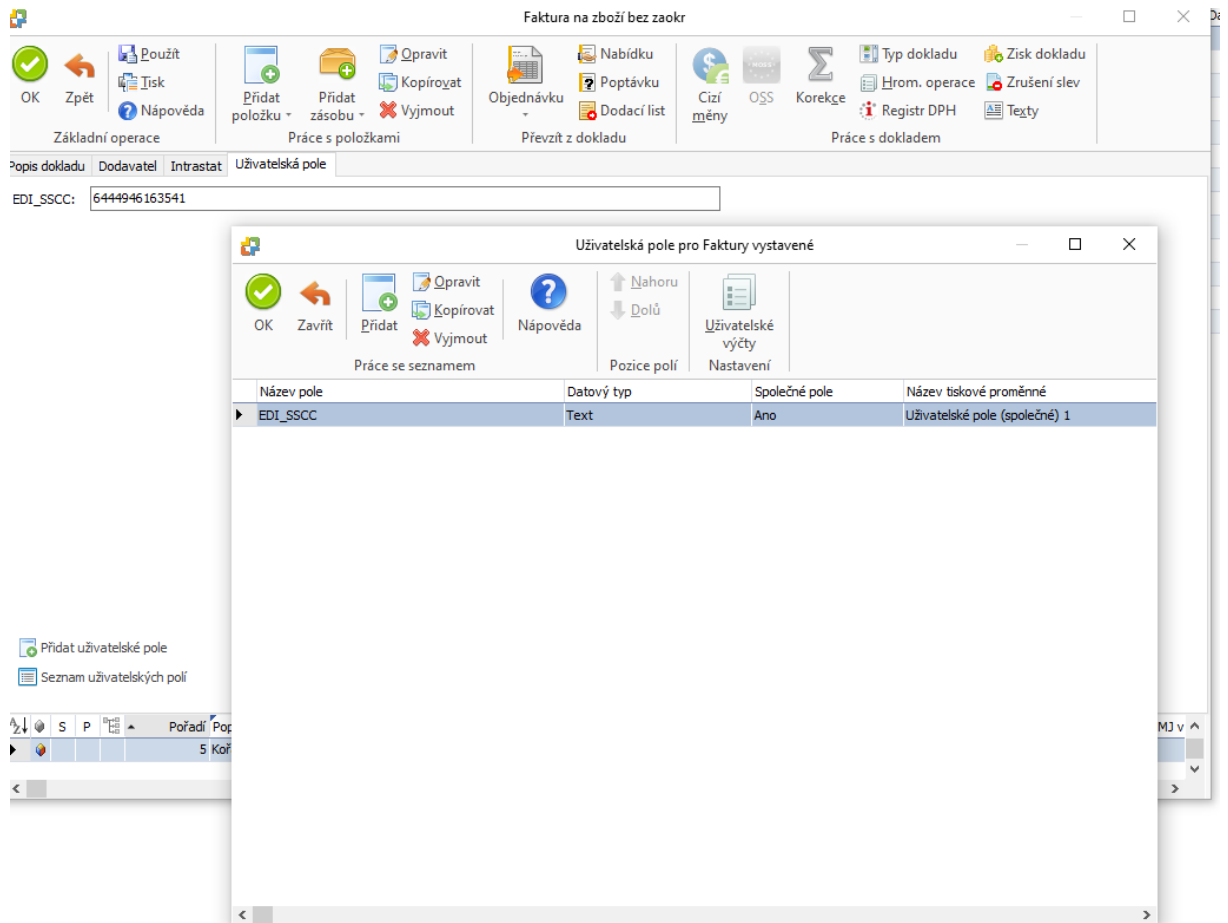 Faktura na zboží bez zaokr
OK
Zpět
Použít
Tisk
Nápověda
Základní operace
Přidat položku
Přidat zásobu
Opravit
Kopírovat
Vyjmout
Práce s položkami
Objednávku
Nabídku
Poptávku
Dodací list
Převzít z dokladu
Cizí měny
OSS
Korekce
Typ dokladu
Hrom. operace
Registr DPH
Zisk dokladu
Zrušení slev
Texty
Práce s dokladem
Popis dokladu Dodavatel Intrastat Uživatelská pole
EDI_SSCC: 6444946163541
Uživatelská pole pro Faktury vystavené
OK
Zavřít
Přidat
Opravit
Kopírovat
Vyjmout
Práce se seznamem
Nápověda
Nahoru
Dolů
Pozice polí
Uživatelské výčty
Nastavení
Název pole Datový typ Společné pole Název tiskové proměnné
EDI_SSCC Text Ano Uživatelské pole (společné) 1
Přidat uživatelské pole
Seznam uživatelských polí
S P Pořadí Pop MJ v
5 Koř